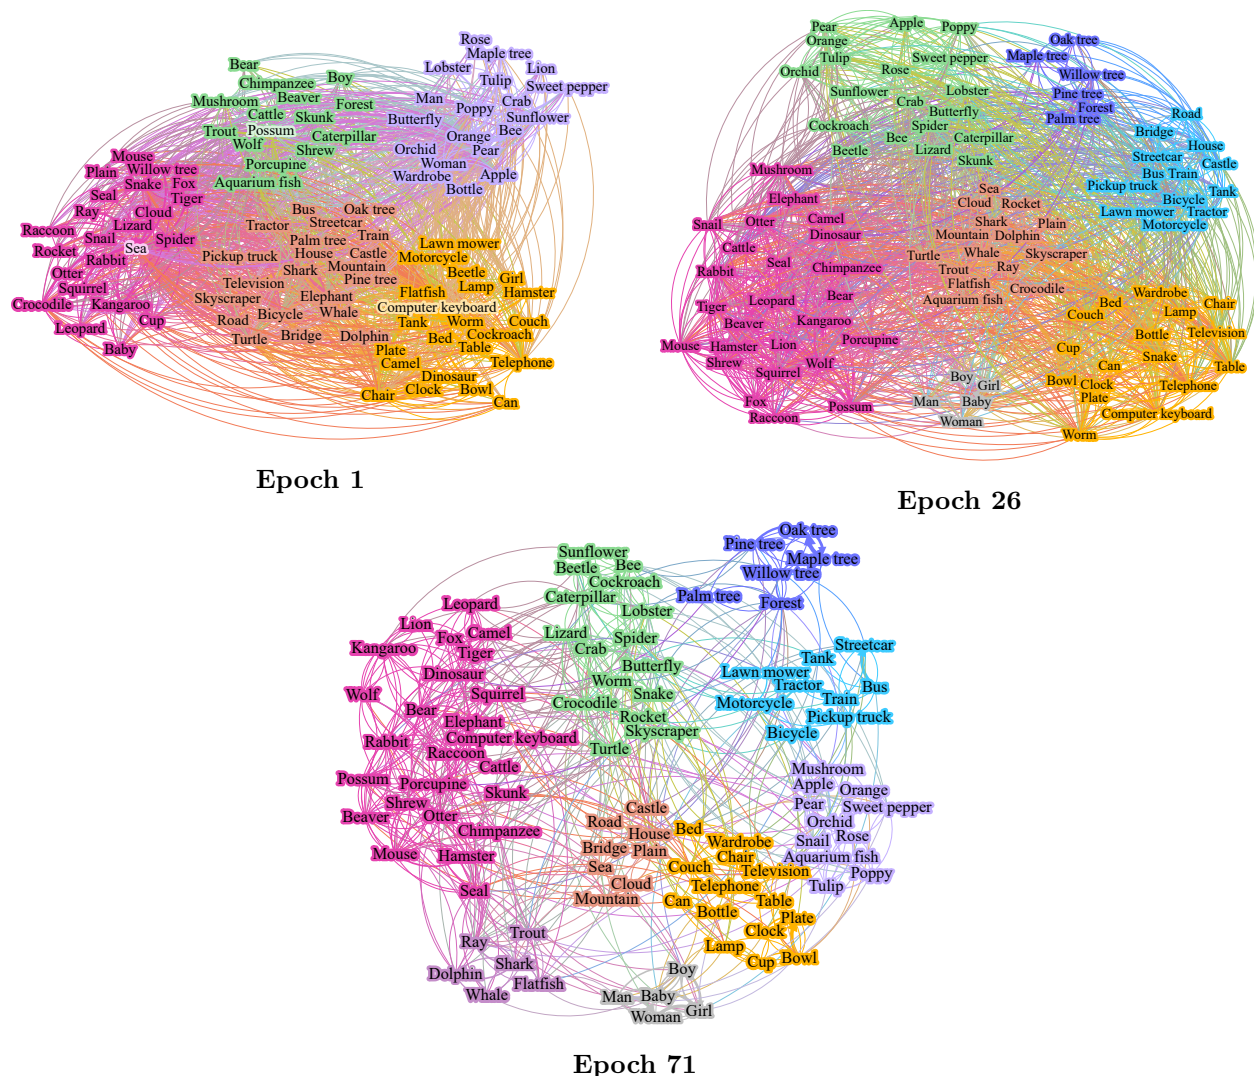 Rose
Maple tree
Bear
Lobster
Lion
Chimpanzee
Boy
Tulip
Sweet pepper
Mushroom
Beaver
Forest
Man
Crab
Cattle
Skunk
Poppy
Sunflower
Trout
Possum
Caterpillar
Butterfly
Bee
Wolf
Orange
Shrew
Orchid
Pear
Mouse
Porcupine
Woman
Plain
Willow tree
Wardrobe
Apple
Snake
Fox
Aquarium fish
Bottle
Seal
Tiger
Ray
Cloud
Bus
Oak tree
Raccoon
Lizard
Tractor
Streetcar
Snail
Spider
Palm tree
Train
Lawn mower
Rocket
Sea
House
Castle
Motorcycle
Rabbit
Pickup truck
Mountain
Beetle
Otter
Shark
Pine tree
Lamp
Girl
Squirrel
Television
Flatfish
Hamster
Crocodile
Kangaroo
Skyscraper
Elephant
Computer keyboard
Cup
Road
Bicycle
Whale
Tank
Worm
Couch
Leopard
Turtle
Bridge
Dolphin
Bed
Cockroach
Baby
Plate
Table
Camel
Telephone
Dinosaur
Chair
Clock
Bowl
Can
Epoch 1
Pear
Apple
Poppy
Orange
Oak tree
Tulip
Sweet pepper
Maple tree
Orchid
Rose
Willow tree
Sunflower
Lobster
Pine tree
Crab
Butterfly
Forest
Road
Cockroach
Spider
Palm tree
Bridge
Beetle
Bee
Caterpillar
House
Lizard
Streetcar
Castle
Mushroom
Skunk
Bus
Train
Elephant
Sea
Pickup truck
Tank
Cloud
Rocket
Bicycle
Snail
Otter
Camel
Shark
Plain
Lawn mower
Tractor
Dinosaur
Mountain
Dolphin
Motorcycle
Cattle
Turtle
Whale
Skyscraper
Rabbit
Seal
Chimpanzee
Trout
Ray
Flatfish
Crocodile
Tiger
Leopard
Bear
Aquarium fish
Bed
Wardrobe
Chair
Beaver
Kangaroo
Couch
Lamp
Mouse
Hamster
Lion
Porcupine
Bottle
Television
Shrew
Wolf
Cup
Snake
Squirrel
Can
Table
Boy
Girl
Bowl
Clock
Telephone
Fox
Possum
Man
Baby
Plate
Raccoon
Woman
Computer keyboard
Worm
Epoch 26
Oak tree
Sunflower
Pine tree
Beetle
Bee
Maple tree
Cockroach
Willow tree
Caterpillar
Palm tree
Forest
Leopard
Lobster
Lion
Lizard
Spider
Streetcar
Kangaroo
Fox
Camel
Crab
Tank
Tiger
Butterfly
Lawn mower
Dinosaur
Worm
Tractor
Bus
Wolf
Squirrel
Snake
Motorcycle
Train
Bear
Crocodile
Rocket
Pickup truck
Elephant
Skyscraper
Bicycle
Rabbit
Computer keyboard
Turtle
Raccoon
Cattle
Mushroom
Possum
Porcupine
Skunk
Apple
Orange
Shrew
Castle
Pear
Sweet pepper
Beaver
Otter
Road
Bed
Orchid
Chimpanzee
House
Wardrobe
Snail
Rose
Mouse
Hamster
Bridge
Plain
Chair
Aquarium fish
Sea
Couch
Television
Poppy
Seal
Cloud
Telephone
Tulip
Mountain
Can
Table
Bottle
Plate
Ray
Trout
Clock
Lamp
Dolphin
Shark
Cup
Bowl
Whale
Flatfish
Boy
Man
Baby
Girl
Woman
Epoch 71